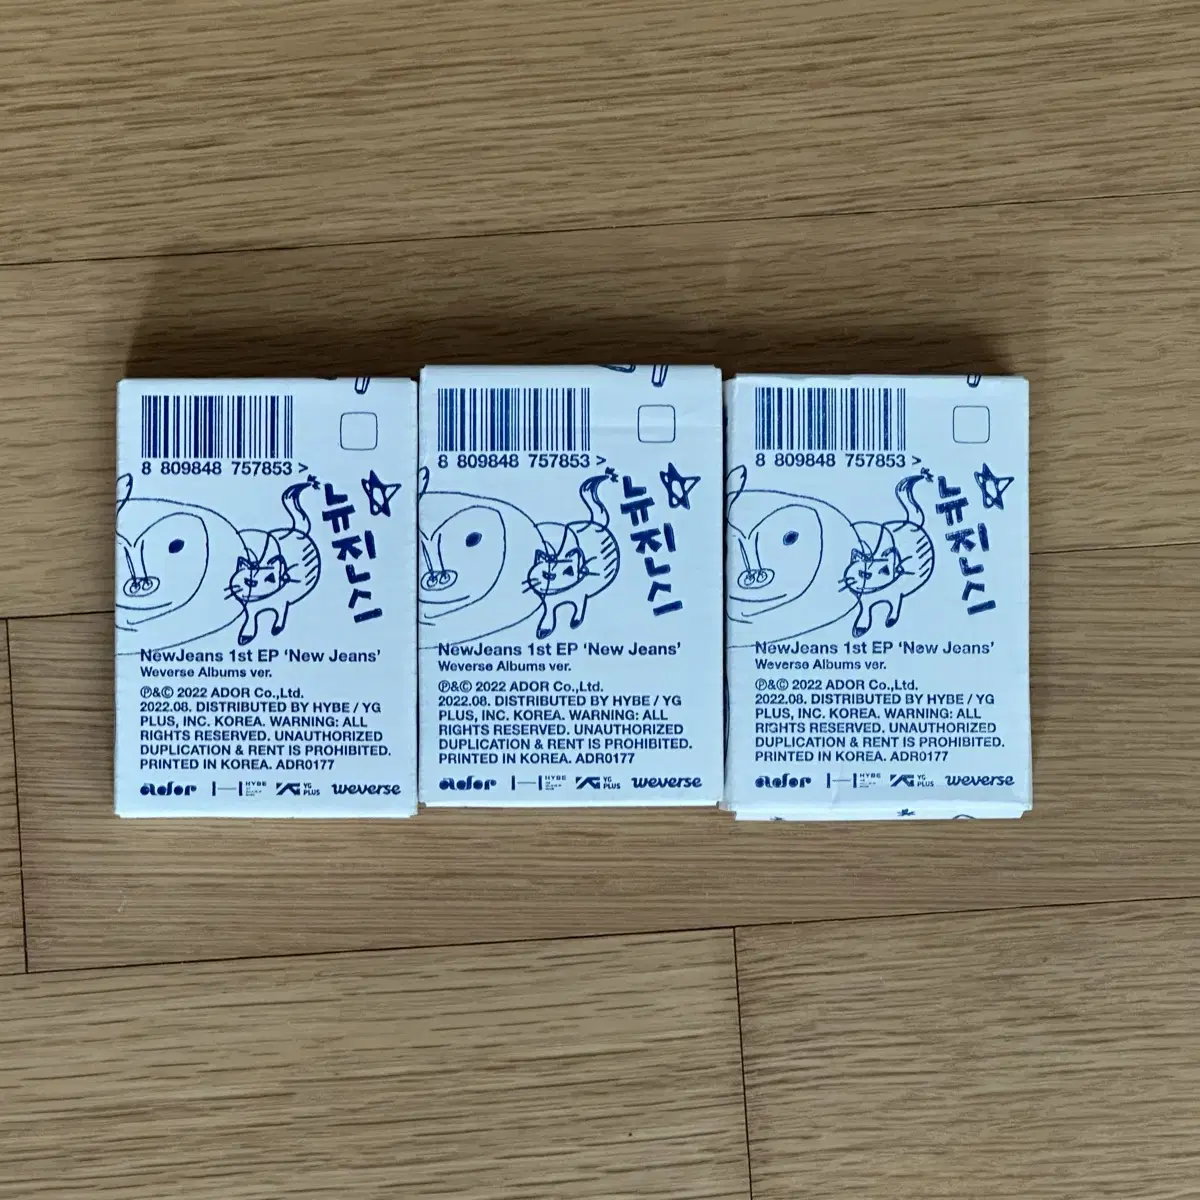 8 809848 757853 >
뉴진스
NewJeans 1st EP ‘New Jeans’
Weverse Albums ver.
℗&© 2022 ADOR Co.,Ltd.
2022.08. DISTRIBUTED BY HYBE / YG
PLUS, INC. KOREA. WARNING: ALL
RIGHTS RESERVED. UNAUTHORIZED
DUPLICATION & RENT IS PROHIBITED.
PRINTED IN KOREA. ADR0177
ador HYBE YG PLUS weverse
8 809848 757853 >
뉴진스
NewJeans 1st EP ‘New Jeans’
Weverse Albums ver.
℗&© 2022 ADOR Co.,Ltd.
2022.08. DISTRIBUTED BY HYBE / YG
PLUS, INC. KOREA. WARNING: ALL
RIGHTS RESERVED. UNAUTHORIZED
DUPLICATION & RENT IS PROHIBITED.
PRINTED IN KOREA. ADR0177
ador HYBE YG PLUS weverse
8 809848 757853 >
뉴진스
NewJeans 1st EP ‘New Jeans’
Weverse Albums ver.
℗&© 2022 ADOR Co.,Ltd.
2022.08. DISTRIBUTED BY HYBE / YG
PLUS, INC. KOREA. WARNING: ALL
RIGHTS RESERVED. UNAUTHORIZED
DUPLICATION & RENT IS PROHIBITED.
PRINTED IN KOREA. ADR0177
ador HYBE YG PLUS weverse